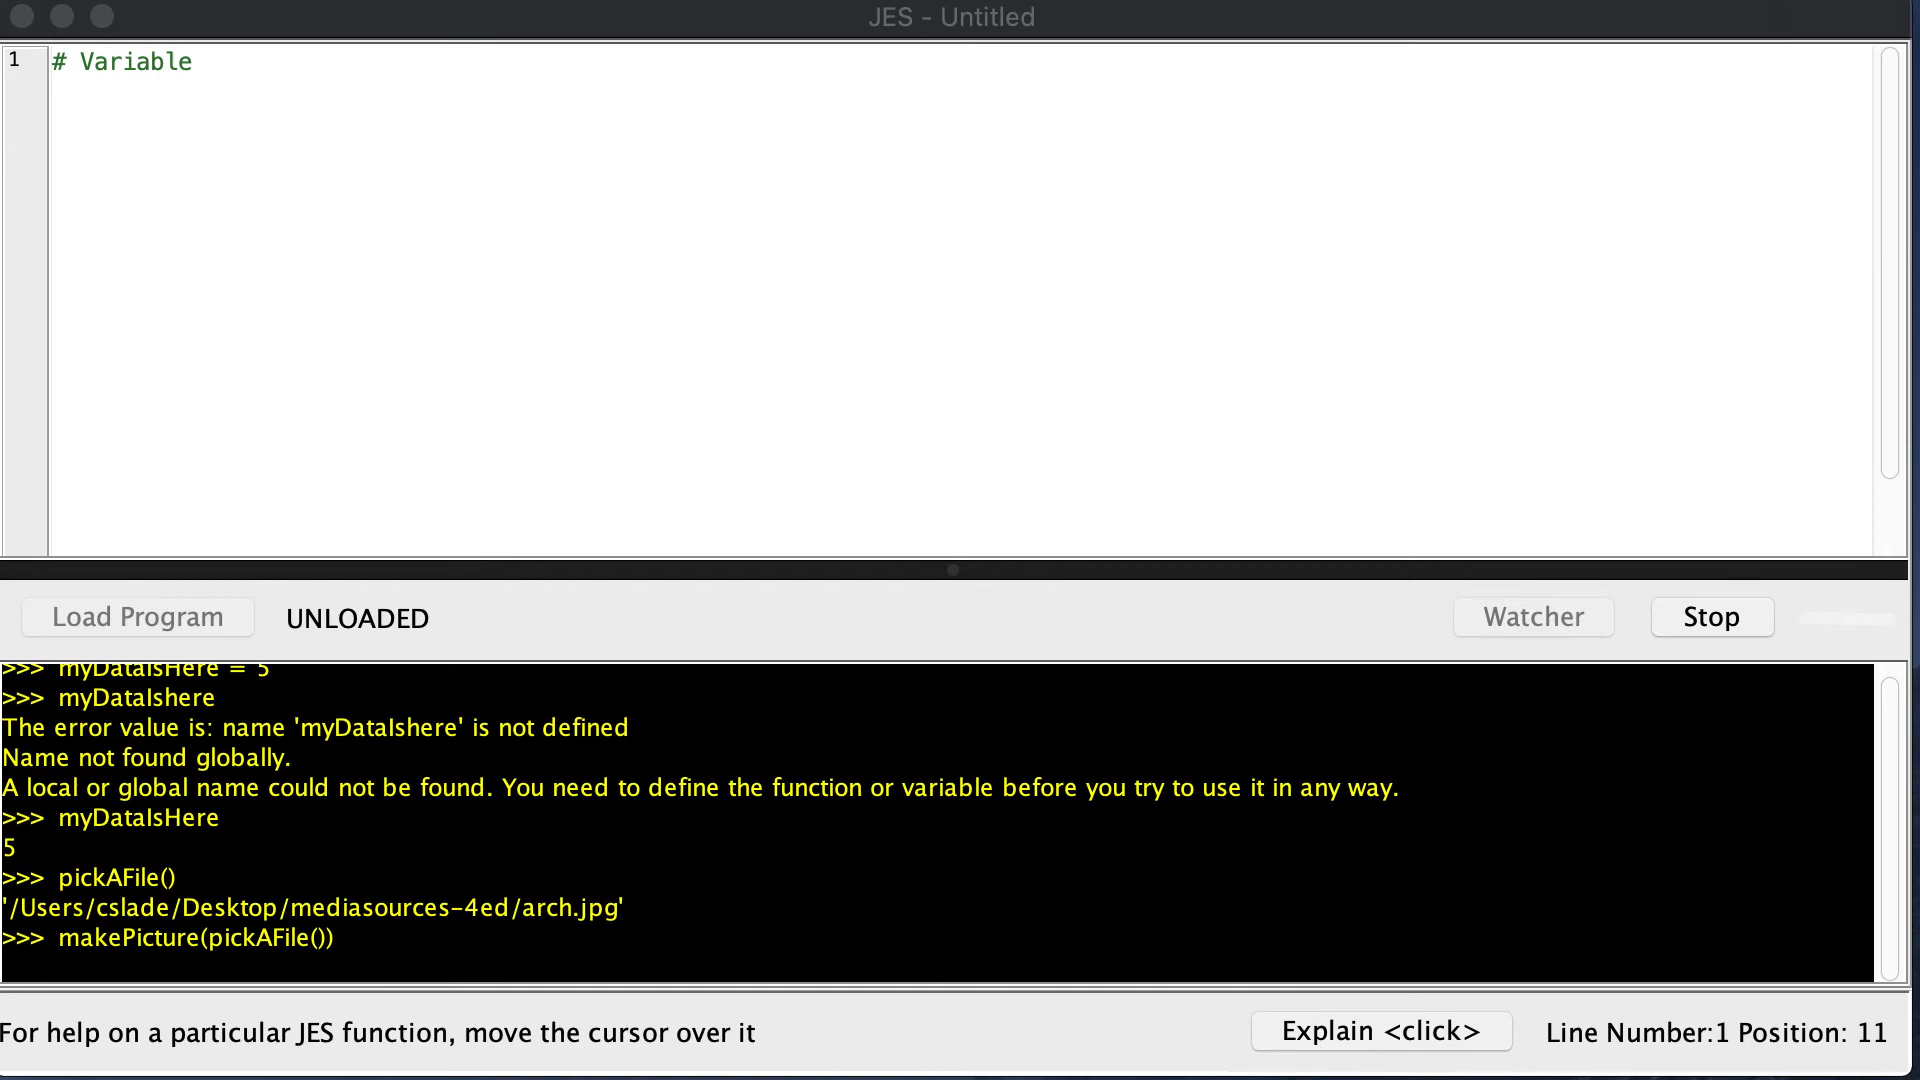 JES - Untitled
1 # Variable
Load Program UNLOADED Watcher Stop
>>> myDataIsHere = 5
>>> myDataIshere
The error value is: name 'myDataIshere' is not defined
Name not found globally.
A local or global name could not be found. You need to define the function or variable before you try to use it in any way.
>>> myDataIsHere
5
>>> pickAFile()
'/Users/cslade/Desktop/mediasources-4ed/arch.jpg'
>>> makePicture(pickAFile())
For help on a particular JES function, move the cursor over it Explain <click> Line Number:1 Position: 11